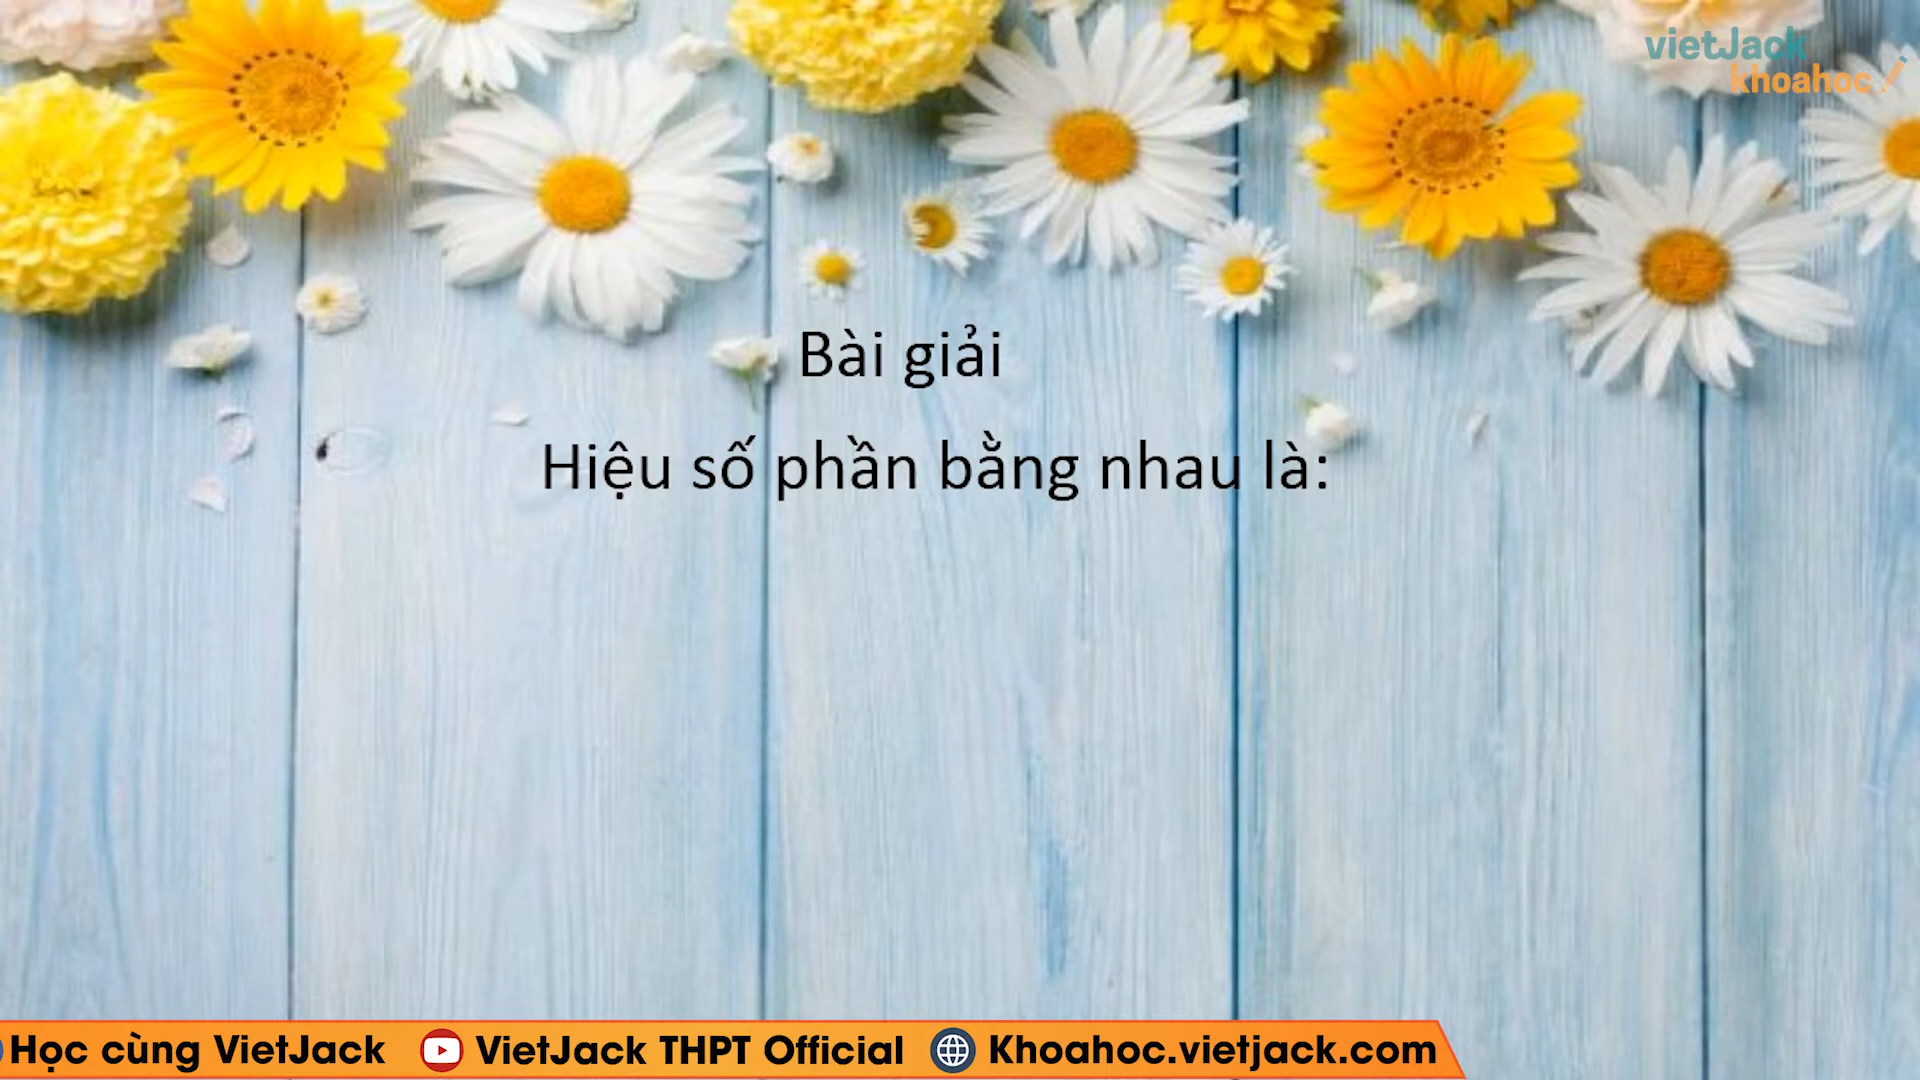 vietJack
khoahoc
Bài giải
Hiệu số phần bằng nhau là:
Học cùng VietJack
VietJack THPT Official
Khoahoc.vietjack.com